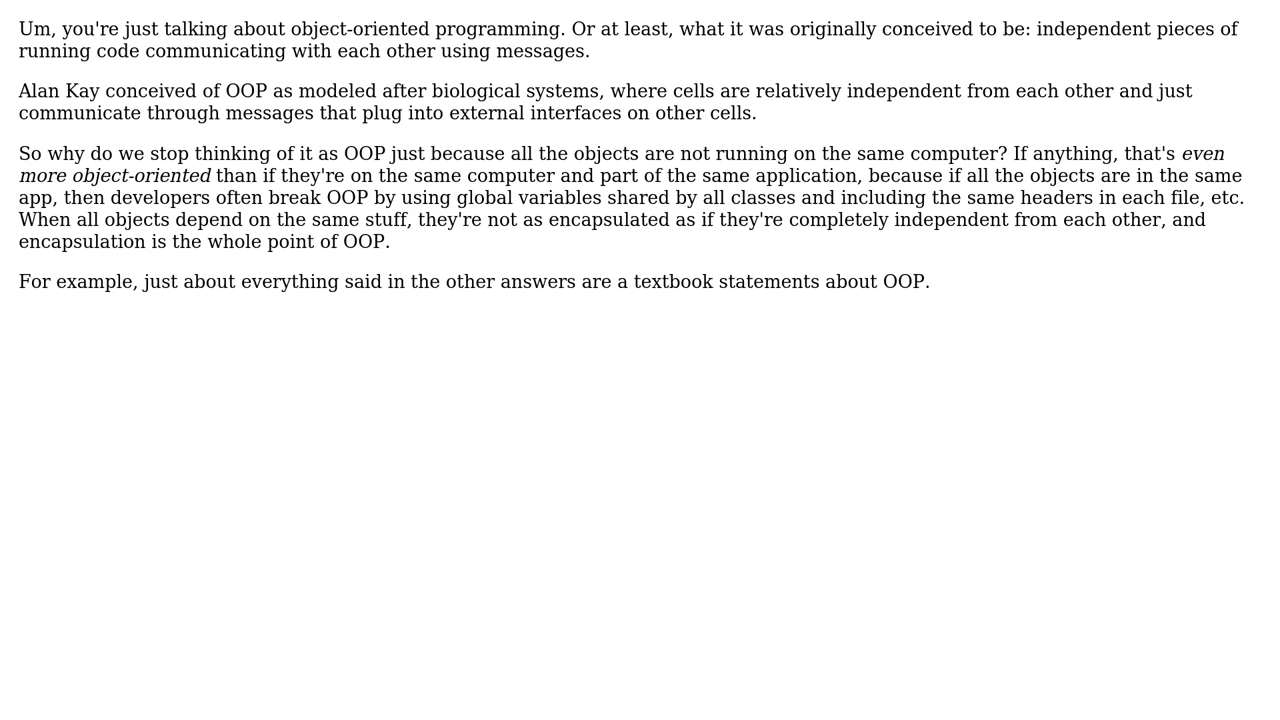 Um, you're just talking about object-oriented programming. Or at least, what it was originally conceived to be: independent pieces of
running code communicating with each other using messages.
Alan Kay conceived of OOP as modeled after biological systems, where cells are relatively independent from each other and just
communicate through messages that plug into external interfaces on other cells.
So why do we stop thinking of it as OOP just because all the objects are not running on the same computer? If anything, that's even
more object-oriented than if they're on the same computer and part of the same application, because if all the objects are in the same
app, then developers often break OOP by using global variables shared by all classes and including the same headers in each file, etc.
When all objects depend on the same stuff, they're not as encapsulated as if they're completely independent from each other, and
encapsulation is the whole point of OOP.
For example, just about everything said in the other answers are a textbook statements about OOP.